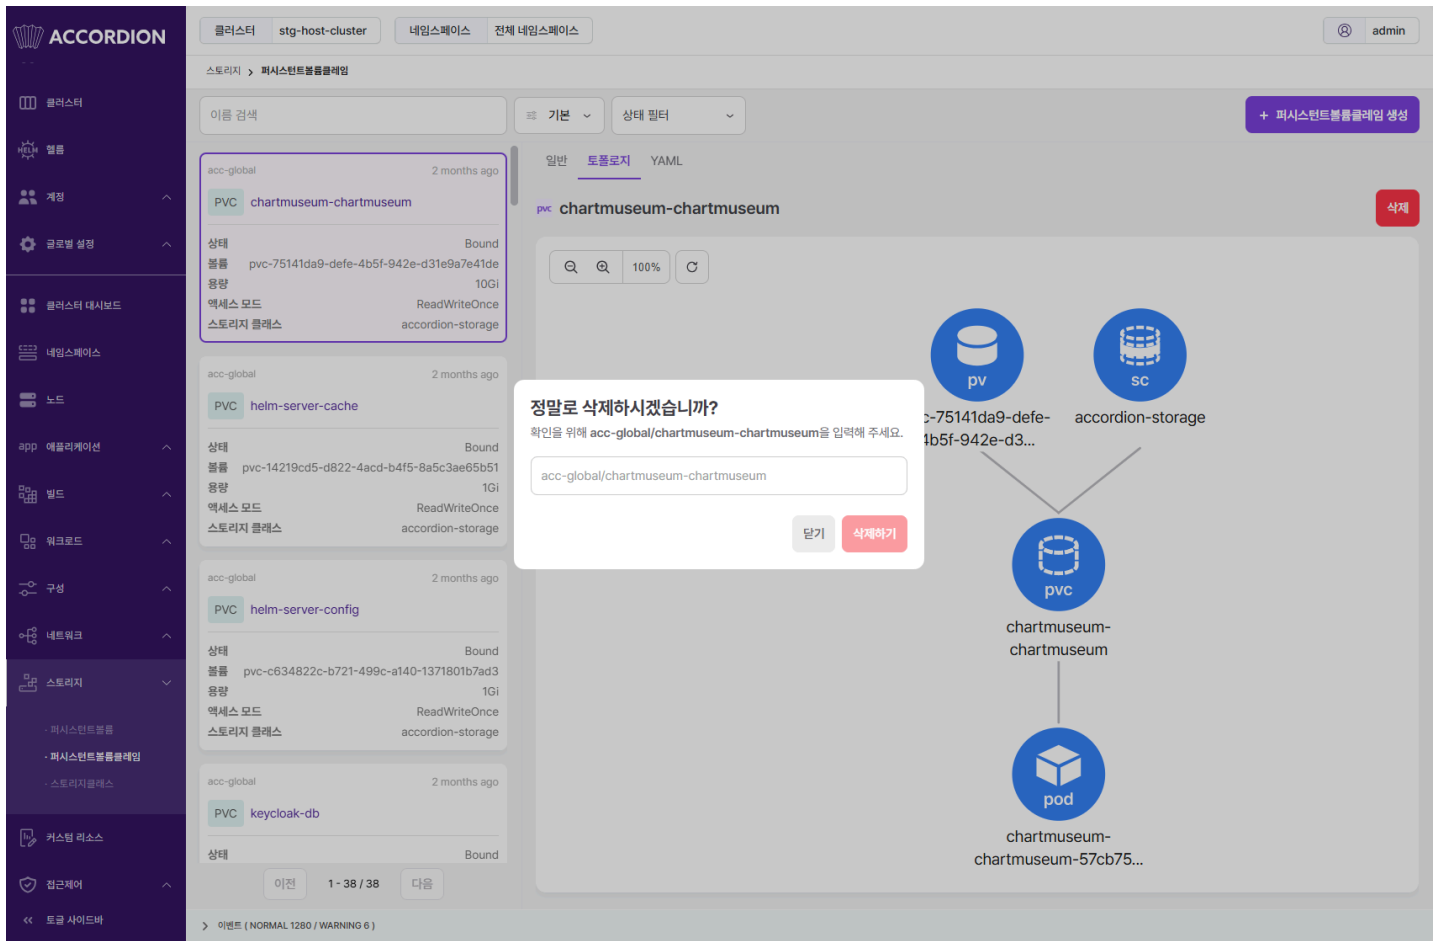 ACCORDION
클러스터
헬름
계정
글로벌 설정
클러스터 대시보드
네임스페이스
노드
app 애플리케이션
빌드
워크로드
구성
네트워크
스토리지
· 퍼시스턴트볼륨
· 퍼시스턴트볼륨클레임
· 스토리지클래스
커스텀 리소스
접근제어
토글 사이드바
클러스터 stg-host-cluster 네임스페이스 전체 네임스페이스 admin
스토리지 > 퍼시스턴트볼륨클레임
이름 검색 기본 상태 필터 + 퍼시스턴트볼륨클레임 생성
acc-global 2 months ago
PVC chartmuseum-chartmuseum
상태 Bound
볼륨 pvc-75141da9-defe-4b5f-942e-d31e9a7e41de
용량 10Gi
액세스 모드 ReadWriteOnce
스토리지 클래스 accordion-storage
acc-global 2 months ago
PVC helm-server-cache
상태 Bound
볼륨 pvc-14219cd5-d822-4acd-b4f5-8a5c3ae65b51
용량 1Gi
액세스 모드 ReadWriteOnce
스토리지 클래스 accordion-storage
acc-global 2 months ago
PVC helm-server-config
상태 Bound
볼륨 pvc-c634822c-b721-499c-a140-1371801b7ad3
용량 1Gi
액세스 모드 ReadWriteOnce
스토리지 클래스 accordion-storage
acc-global 2 months ago
PVC keycloak-db
상태 Bound
이전 1 - 38 / 38 다음
일반 토폴로지 YAML
pvc chartmuseum-chartmuseum 삭제
100%
pv
sc
c-75141da9-defe-
4b5f-942e-d3...
accordion-storage
pvc
chartmuseum-
chartmuseum
pod
chartmuseum-
chartmuseum-57cb75...
정말로 삭제하시겠습니까?
확인을 위해 acc-global/chartmuseum-chartmuseum을 입력해 주세요.
acc-global/chartmuseum-chartmuseum
닫기 삭제하기
이벤트 ( NORMAL 1280 / WARNING 6 )